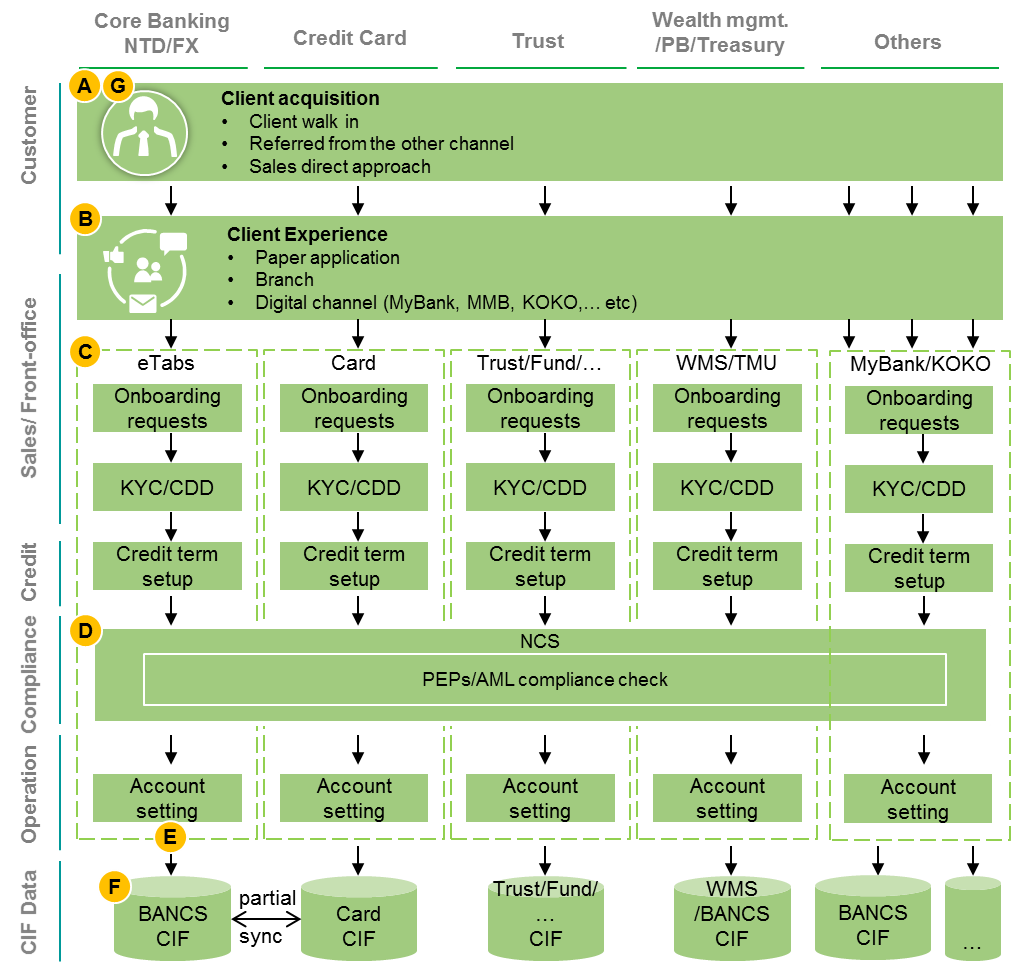 Core Banking
NTD/FX
Credit Card
Trust
Wealth mgmt.
/PB/Treasury
Others
Customer
A
G
Client acquisition
• Client walk in
• Referred from the other channel
• Sales direct approach
B
Client Experience
• Paper application
• Branch
• Digital channel (MyBank, MMB, KOKO,… etc)
Sales/ Front-office
C
eTabs
Card
Trust/Fund/…
WMS/TMU
MyBank/KOKO
Onboarding
requests
Onboarding
requests
Onboarding
requests
Onboarding
requests
Onboarding
requests
KYC/CDD
KYC/CDD
KYC/CDD
KYC/CDD
KYC/CDD
Credit
Credit term
setup
Credit term
setup
Credit term
setup
Credit term
setup
Credit term
setup
Compliance
D
NCS
PEPs/AML compliance check
Operation
Account
setting
Account
setting
Account
setting
Account
setting
Account
setting
E
CIF Data
F
BANCS
CIF
partial
sync
Card
CIF
Trust/Fund/
…
CIF
WMS
/BANCS
CIF
BANCS
CIF
…